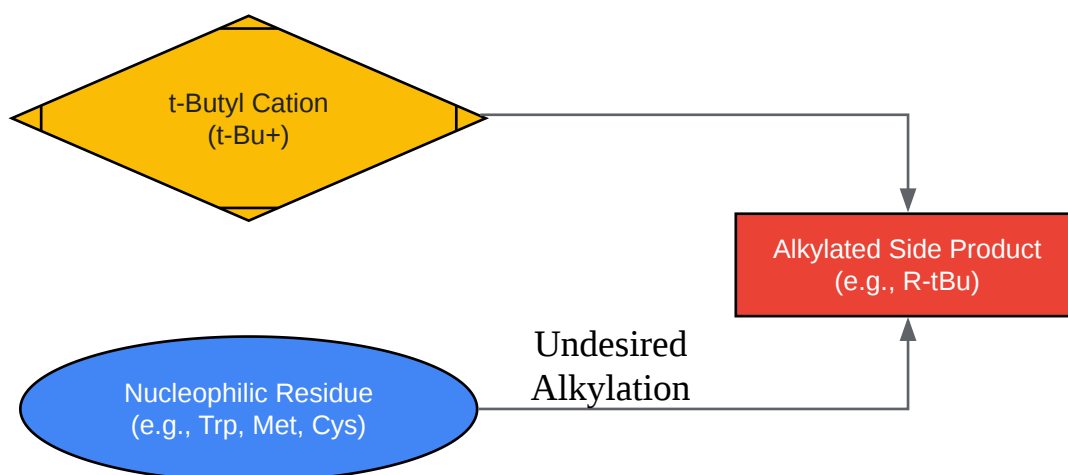 t-Butyl Cation
(t-Bu+)
Alkylated Side Product
(e.g., R-tBu)
Undesired
Alkylation
Nucleophilic Residue
(e.g., Trp, Met, Cys)